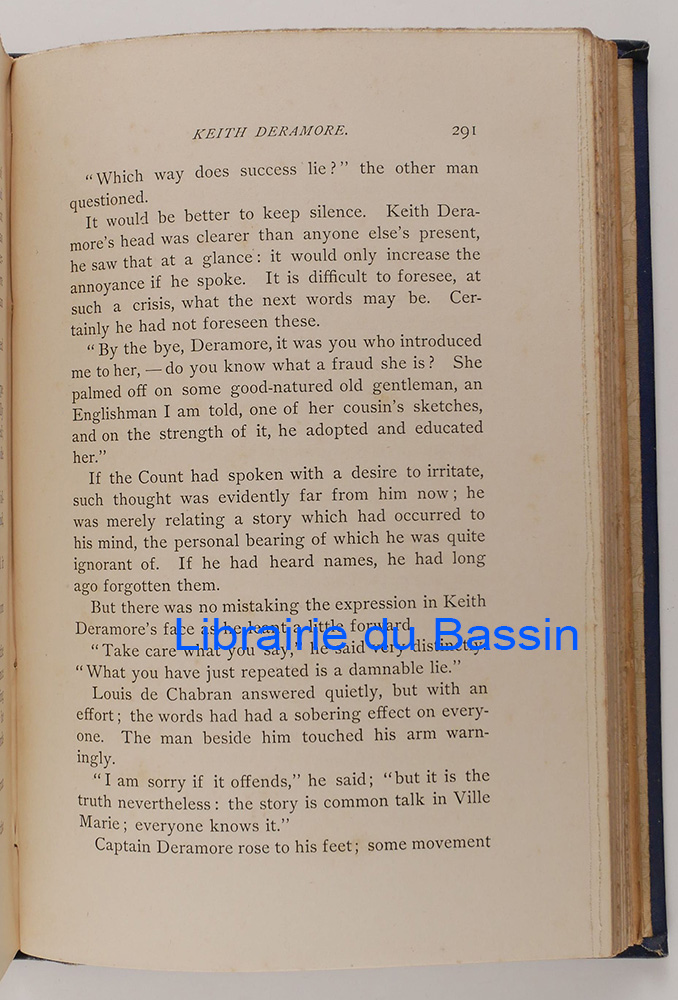 KEITH DERAMORE. 291
"Which way does success lie?" the other man
questioned.
It would be better to keep silence. Keith Dera-
more's head was clearer than anyone else's present,
he saw that at a glance: it would only increase the
annoyance if he spoke. It is difficult to foresee, at
such a crisis, what the next words may be. Cer-
tainly he had not foreseen these.
"By the bye, Deramore, it was you who introduced
me to her, — do you know what a fraud she is? She
palmed off on some good-natured old gentleman, an
Englishman I am told, one of her cousin's sketches,
and on the strength of it, he adopted and educated
her."
If the Count had spoken with a desire to irritate,
such thought was evidently far from him now; he
was merely relating a story which had occurred to
his mind, the personal bearing of which he was quite
ignorant of. If he had heard names, he had long
ago forgotten them.
But there was no mistaking the expression in Keith
Deramore's face as he leant a little forward.
Librairie du Bassin
"Take care what you say," he said very distinctly.
"What you have just repeated is a damnable lie."
Louis de Chabran answered quietly, but with an
effort; the words had had a sobering effect on every-
one. The man beside him touched his arm warn-
ingly.
"I am sorry if it offends," he said; "but it is the
truth nevertheless: the story is common talk in Ville
Marie; everyone knows it."
Captain Deramore rose to his feet; some movement